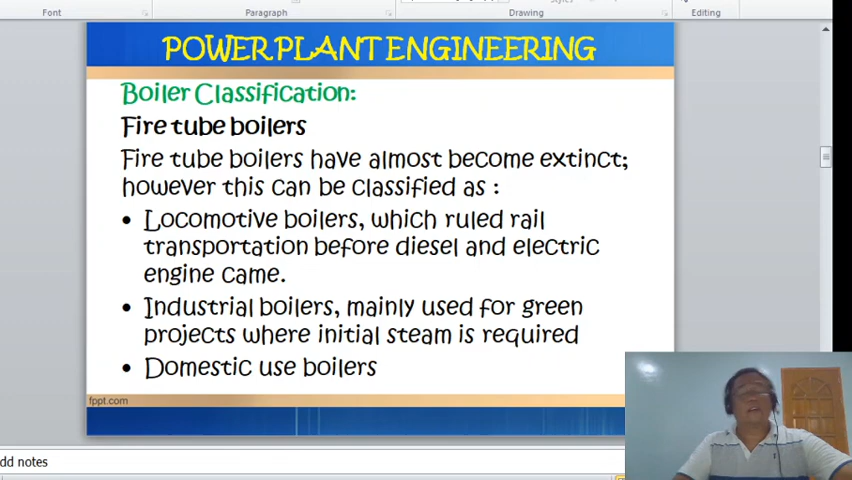 Font
Paragraph
Drawing
Editing
POWER PLANT ENGINEERING
Boiler Classification:
Fire tube boilers
Fire tube boilers have almost become extinct;
however this can be classified as :
• Locomotive boilers, which ruled rail
transportation before diesel and electric
engine came.
• Industrial boilers, mainly used for green
projects where initial steam is required
• Domestic use boilers
fppt.com
dd notes